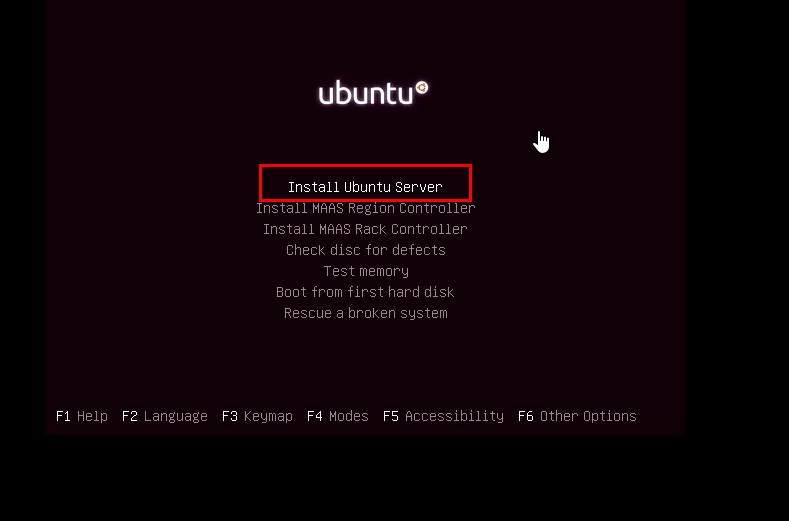 ubuntu
Install Ubuntu Server
Install MAAS Region Controller
Install MAAS Rack Controller
Check disc for defects
Test memory
Boot from first hard disk
Rescue a broken system
F1 Help F2 Language F3 Keymap F4 Modes F5 Accessibility F6 Other Options